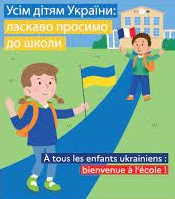 Усім дітям України:
ласкаво просимо
до школи
À tous les enfants ukrainiens :
bienvenue à l'école !